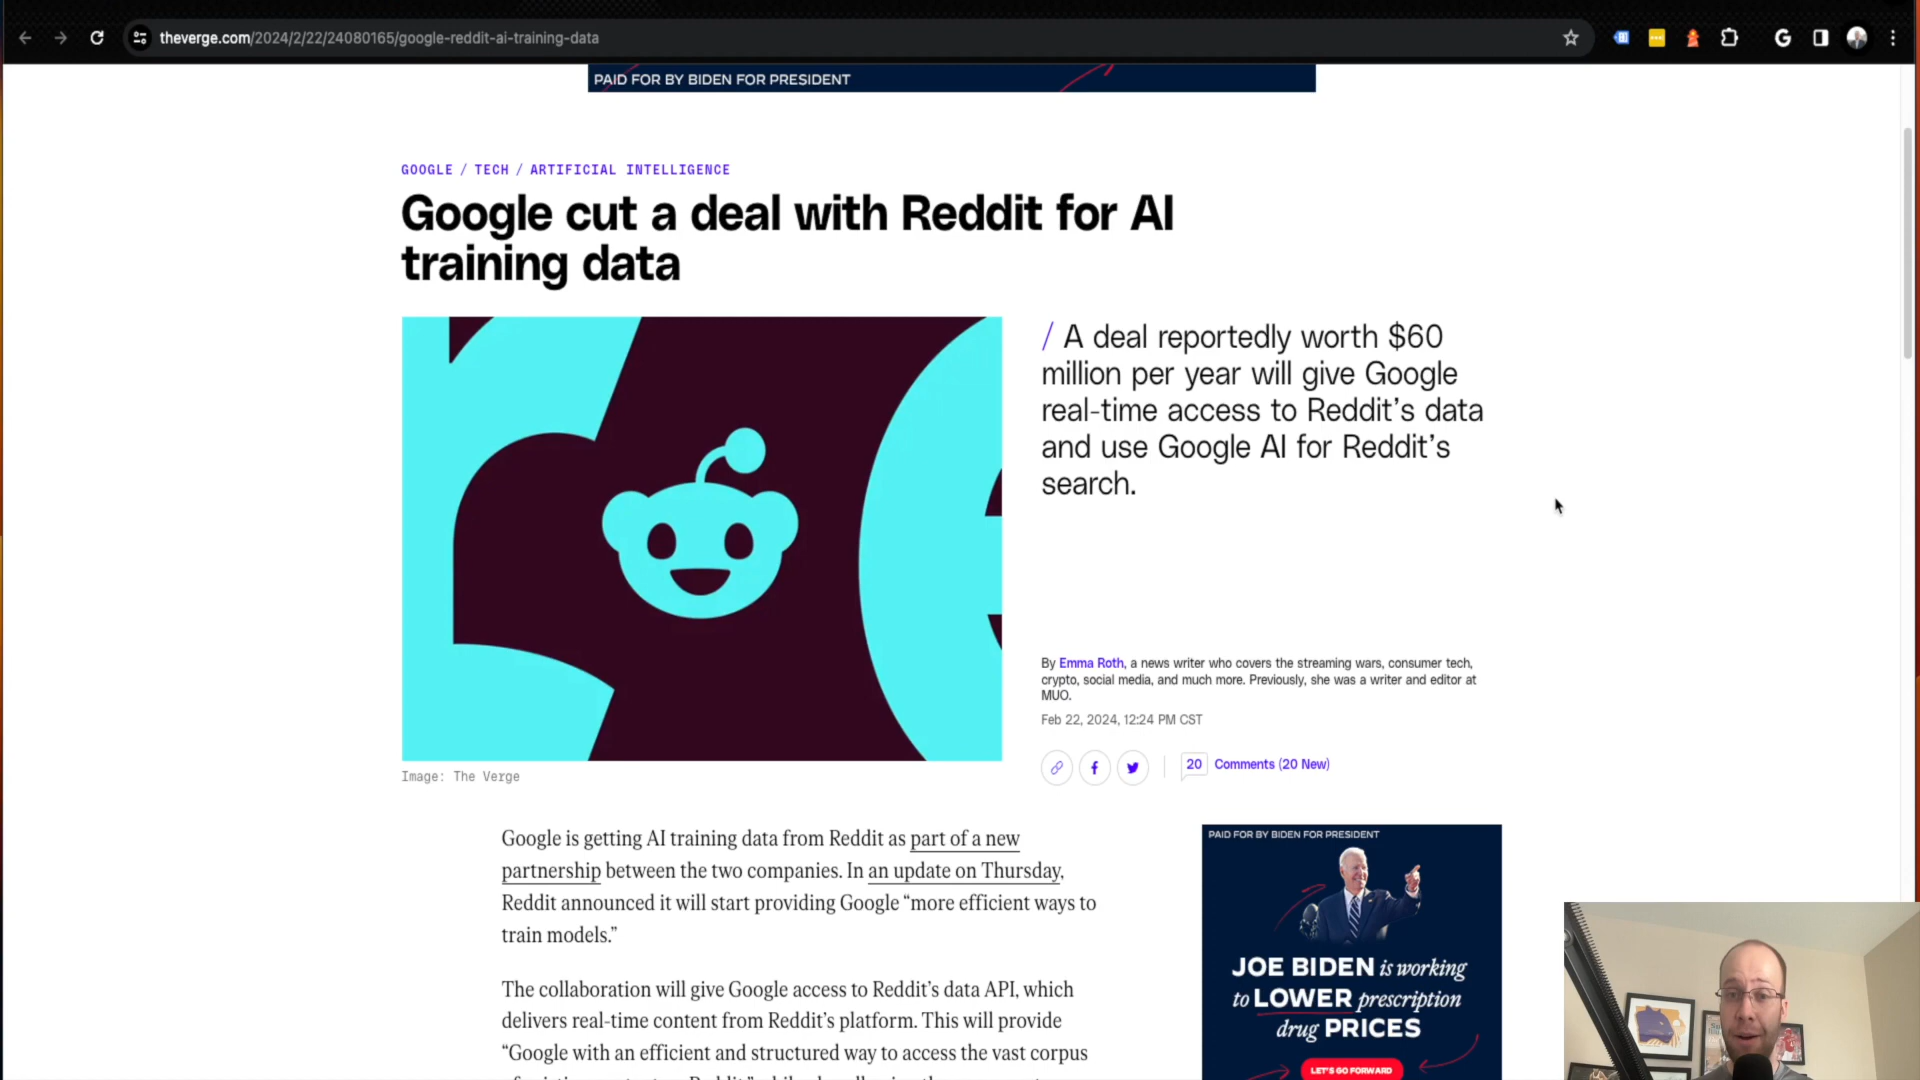 theverge.com/2024/2/22/24080165/google-reddit-ai-training-data
PAID FOR BY BIDEN FOR PRESIDENT
GOOGLE / TECH / ARTIFICIAL INTELLIGENCE
Google cut a deal with Reddit for AI
training data
/ A deal reportedly worth $60
million per year will give Google
real-time access to Reddit’s data
and use Google AI for Reddit’s
search.
By Emma Roth, a news writer who covers the streaming wars, consumer tech,
crypto, social media, and much more. Previously, she was a writer and editor at
MUO.
Feb 22, 2024, 12:24 PM CST
20 Comments (20 New)
Image: The Verge
Google is getting AI training data from Reddit as part of a new
partnership between the two companies. In an update on Thursday,
Reddit announced it will start providing Google “more efficient ways to
train models.”
The collaboration will give Google access to Reddit’s data API, which
delivers real-time content from Reddit’s platform. This will provide
“Google with an efficient and structured way to access the vast corpus
PAID FOR BY BIDEN FOR PRESIDENT
JOE BIDEN is working
to LOWER prescription
drug PRICES
LET'S GO FORWARD